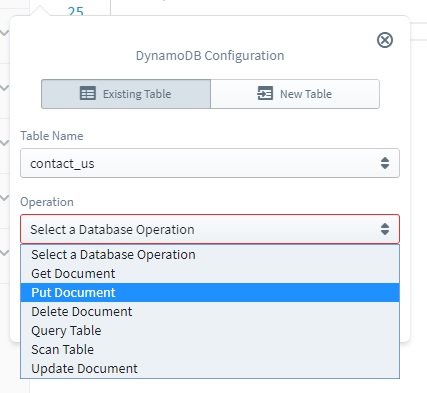 25
DynamoDB Configuration
Existing Table
New Table
Table Name
contact_us
Operation
Select a Database Operation
Select a Database Operation
Get Document
Put Document
Delete Document
Query Table
Scan Table
Update Document